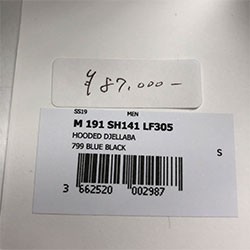 ¥87,000-
SS19 MEN
M 191 SH141 LF305
HOODED DJELLABA
799 BLUE BLACK
S
3 662520 002987